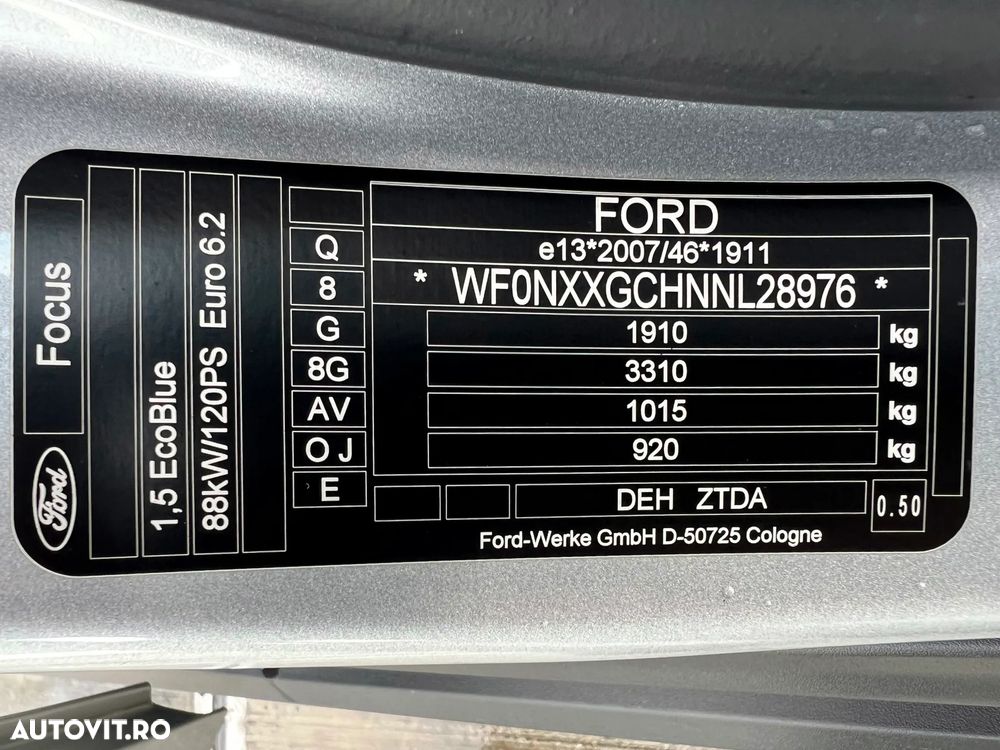 Focus
Ford
1,5 EcoBlue
88kW/120PS Euro 6.2
Q
8
G
8G
AV
O J
E
FORD
e13*2007/46*1911
* WF0NXXGCHNNL28976 *
1910 kg
3310 kg
1015 kg
920 kg
DEH ZTDA
0.50
Ford-Werke GmbH D-50725 Cologne
AUTOVIT.RO